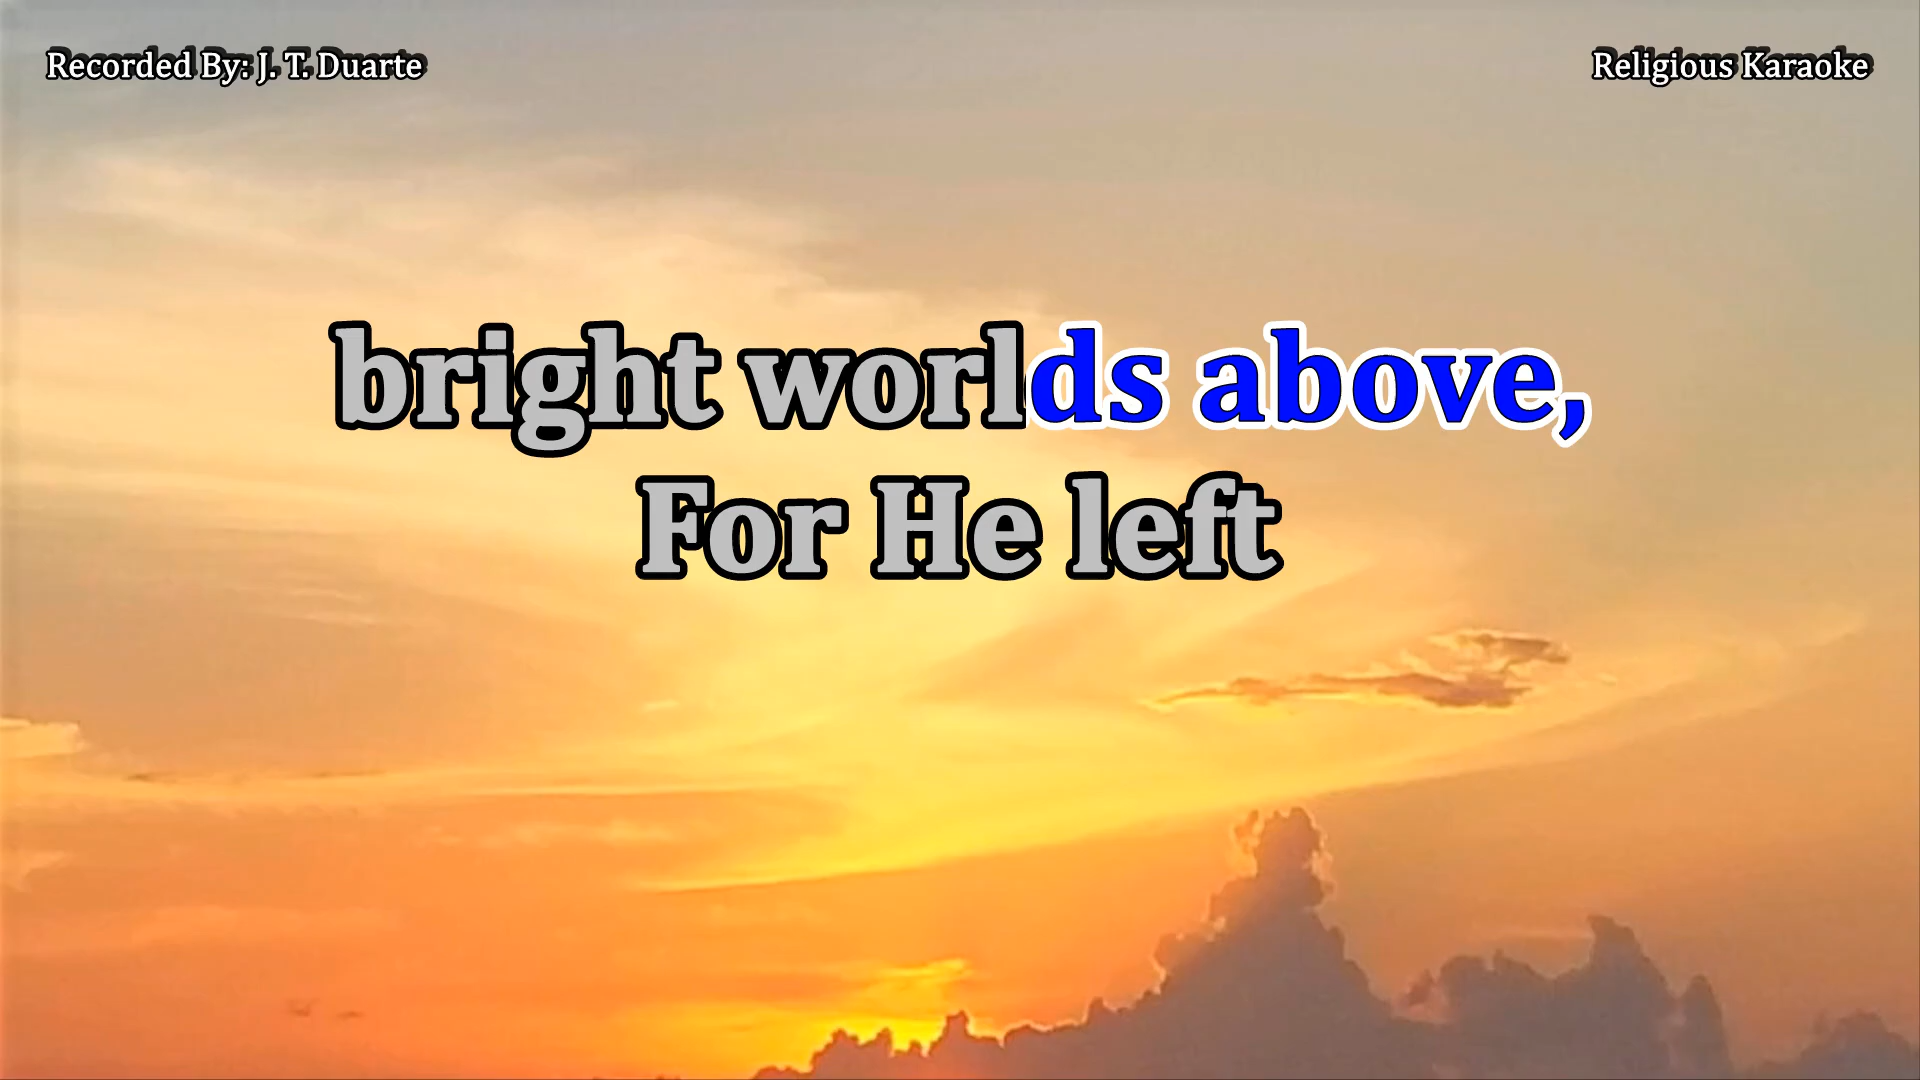 Recorded By: J. T. Duarte
Religious Karaoke
bright worlds above,
For He left